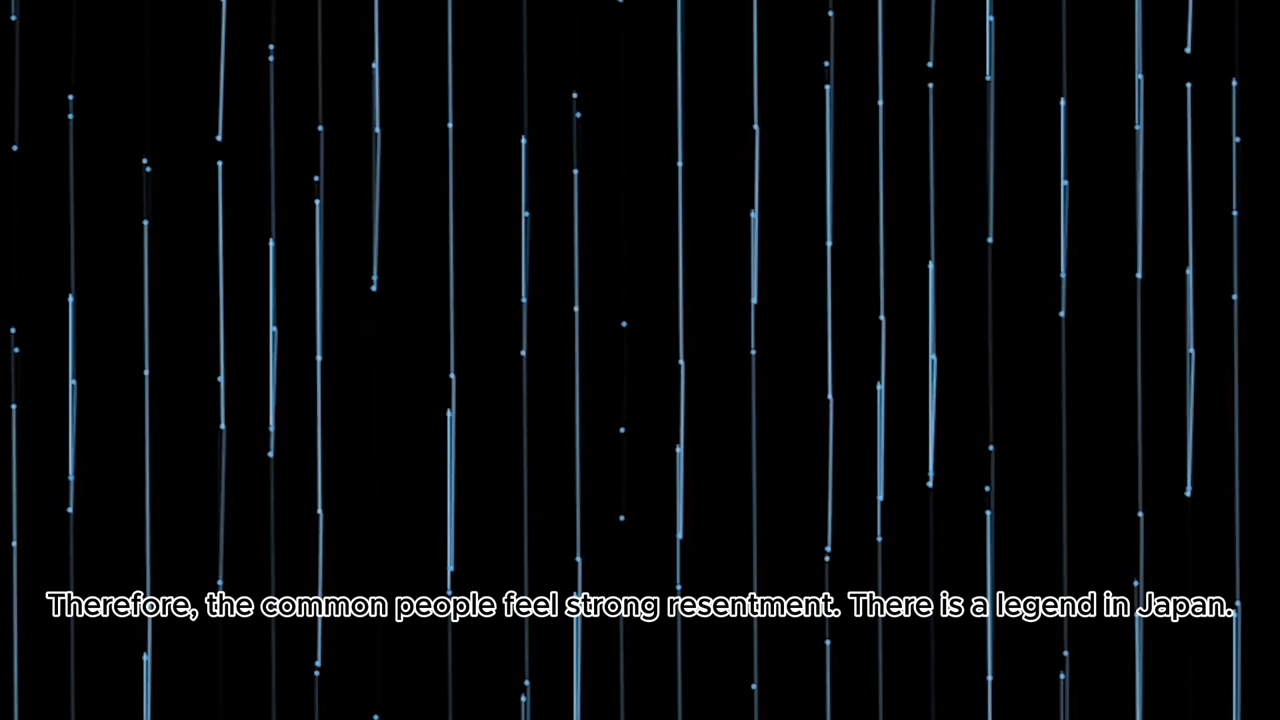 Therefore, the common people feel strong resentment. There is a legend in Japan.